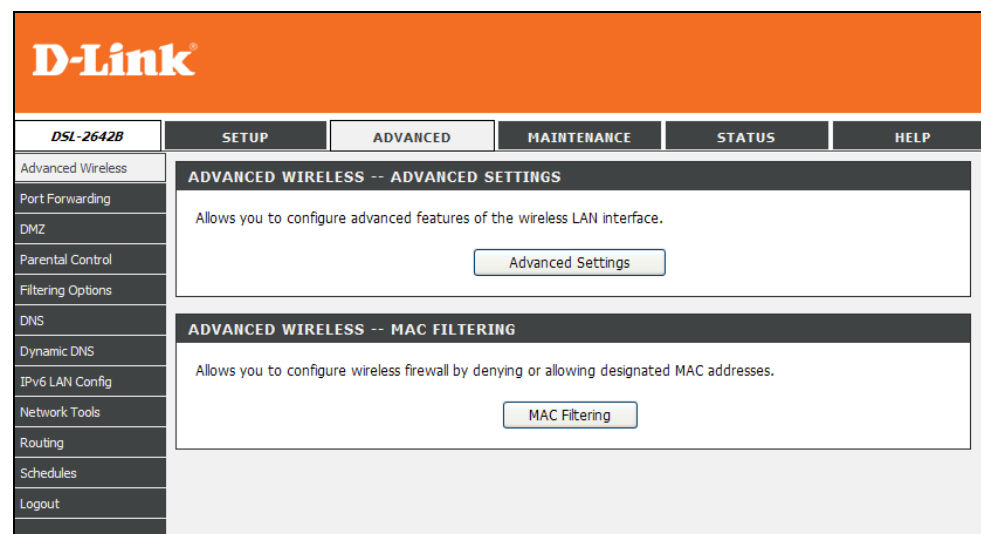 D-Link®
DSL-2642B
SETUP
ADVANCED
MAINTENANCE
STATUS
HELP
Advanced Wireless
Port Forwarding
DMZ
Parental Control
Filtering Options
DNS
Dynamic DNS
IPv6 LAN Config
Network Tools
Routing
Schedules
Logout
ADVANCED WIRELESS -- ADVANCED SETTINGS
Allows you to configure advanced features of the wireless LAN interface.
Advanced Settings
ADVANCED WIRELESS -- MAC FILTERING
Allows you to configure wireless firewall by denying or allowing designated MAC addresses.
MAC Filtering